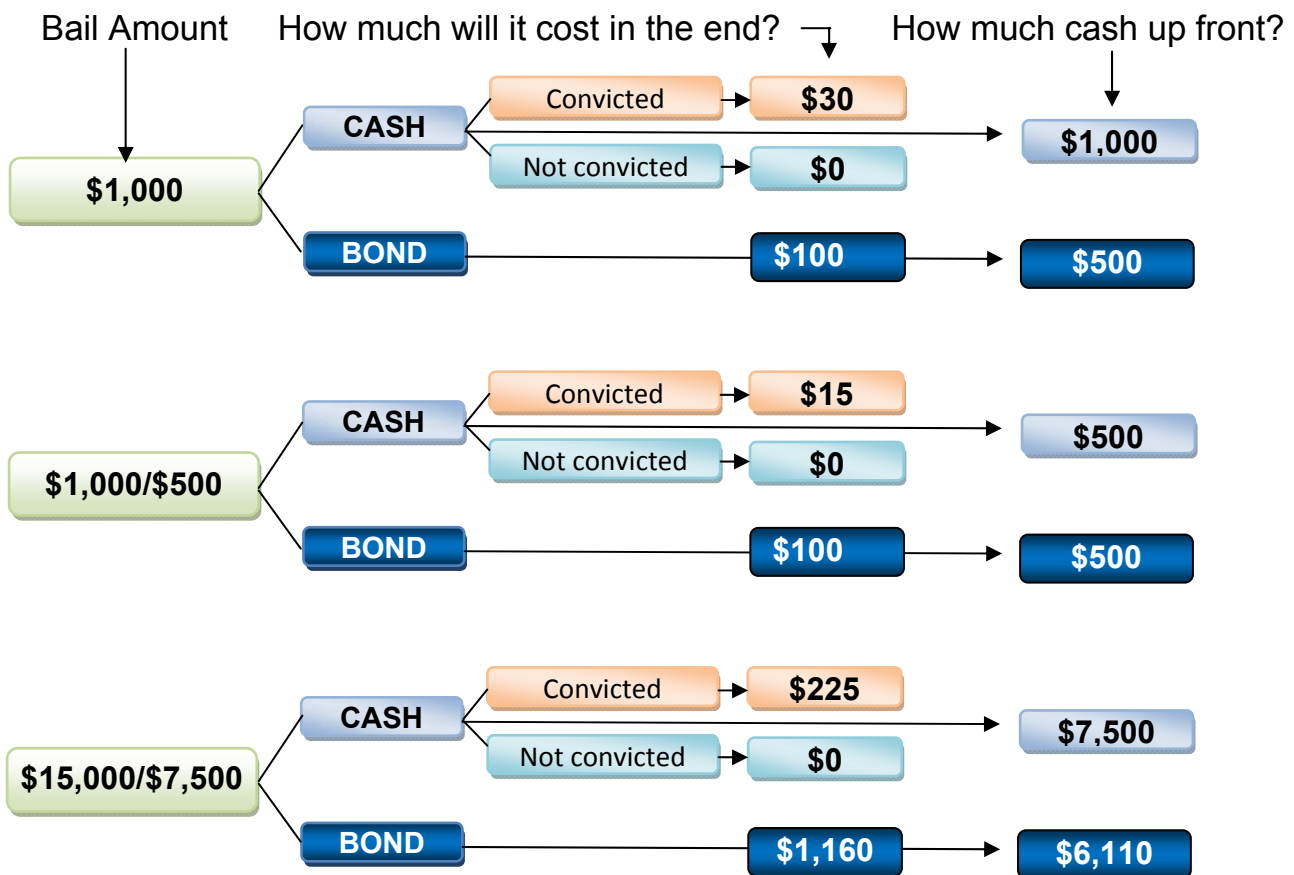 Bail Amount How much will it cost in the end? How much cash up front?
Convicted $30
CASH $1,000
Not convicted $0
$1,000
BOND $100 $500
Convicted $15
CASH $500
Not convicted $0
$1,000/$500
BOND $100 $500
Convicted $225
CASH $7,500
Not convicted $0
$15,000/$7,500
BOND $1,160 $6,110